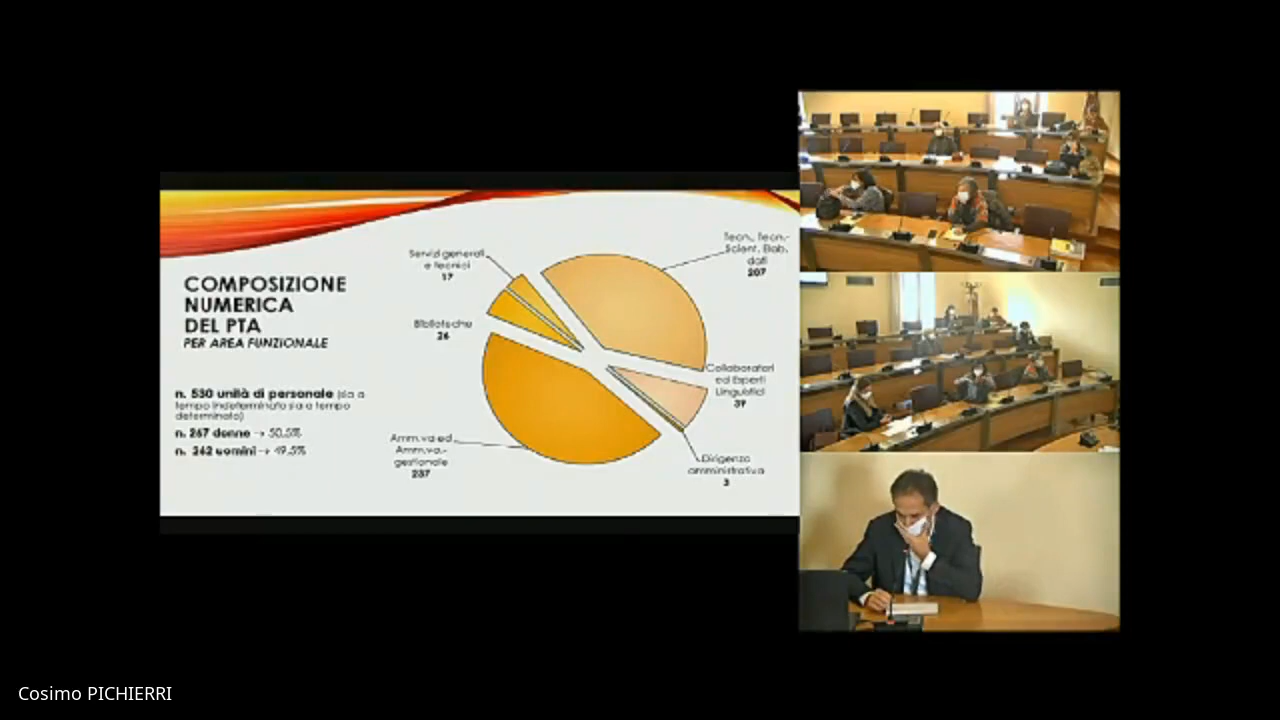 COMPOSIZIONE
NUMERICA
DEL PTA
PER AREA FUNZIONALE
n. 530 unità di personale (sia a
tempo indeterminato sia a tempo
determinato)
n. 267 donne → 50,5%
n. 262 uomini → 49,5%
Servizi generali
e tecnici
17
Biblioteche
26
Amm.va ed
Amm.va-
gestionale
237
Tecn., Tecn.-
Scient. Elab.
dati
207
Collaboratori
ed Esperti
Linguistici
39
Dirigenza
amministrativa
3
Cosimo PICHIERRI